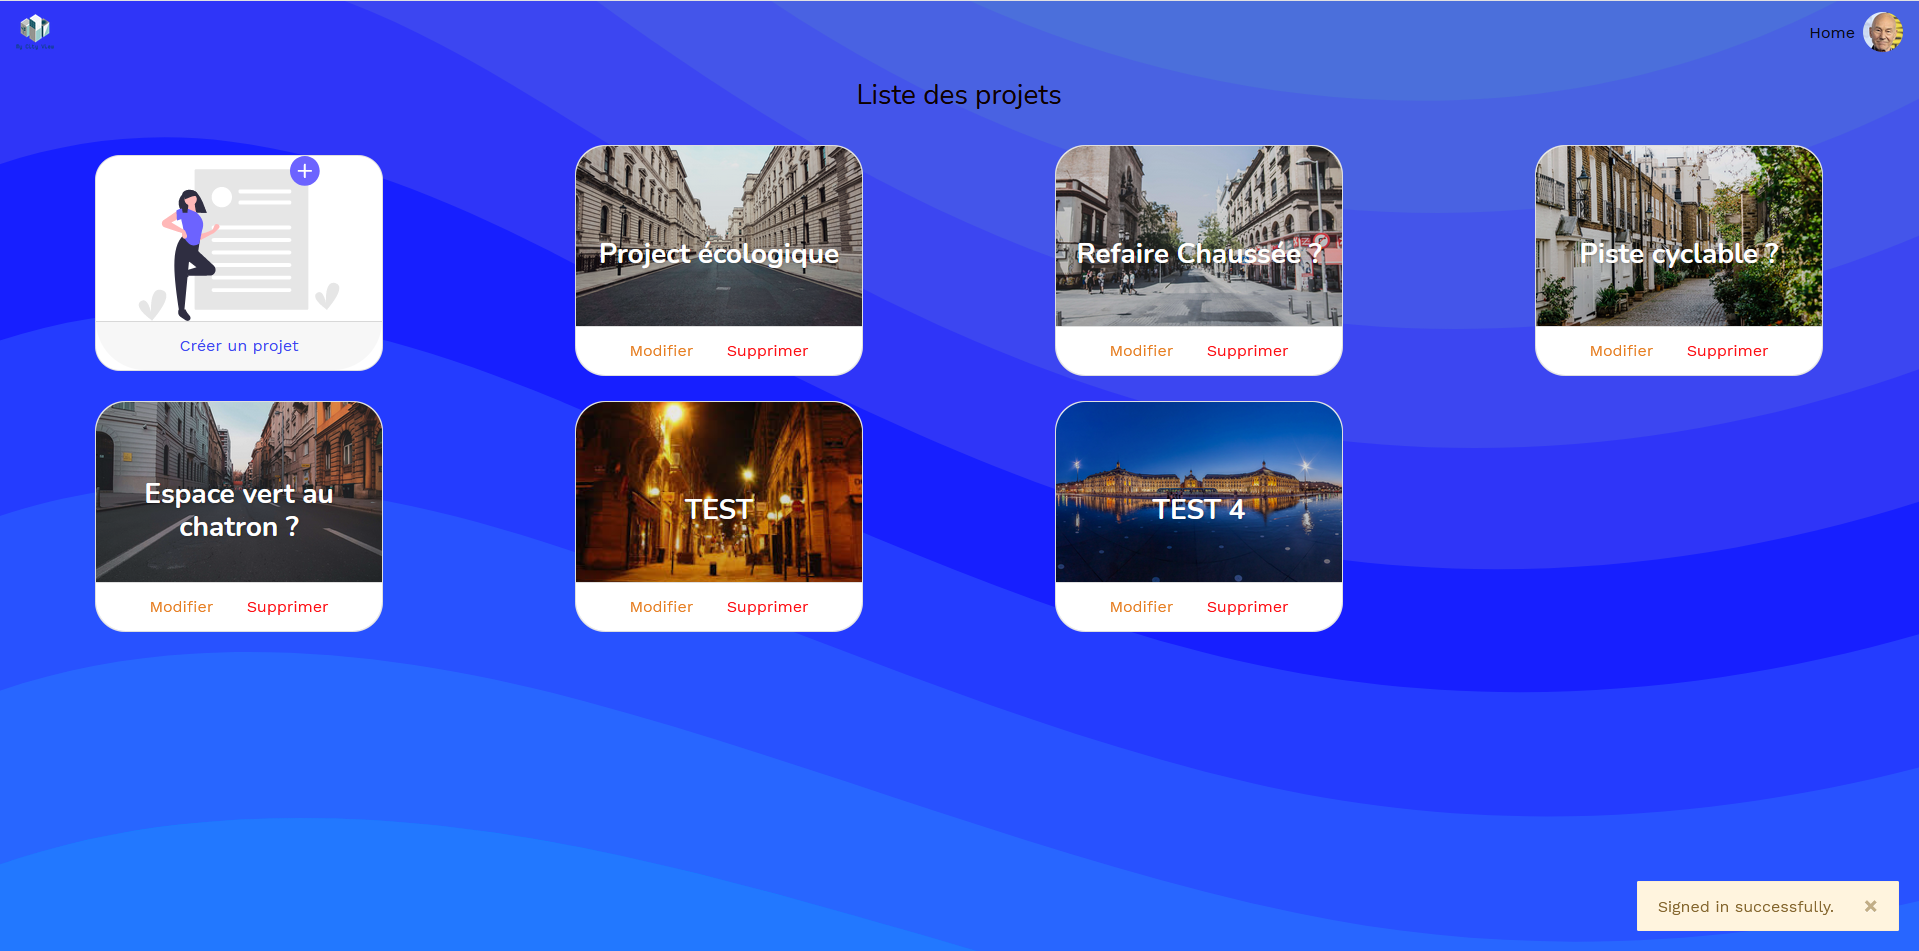 Home
Liste des projets
Project écologique
Refaire Chaussée ?
Piste cyclable ?
Créer un projet
Modifier Supprimer
Modifier Supprimer
Modifier Supprimer
Espace vert au
chatron ?
TEST
TEST 4
Modifier Supprimer
Modifier Supprimer
Modifier Supprimer
Signed in successfully. ×